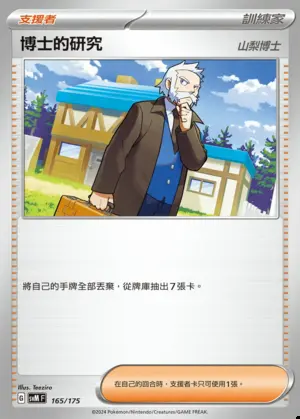 支援者 訓練家
博士的研究 山梨博士
將自己的手牌全部丟棄，從牌庫抽出7張卡。
Illus. Teeziro
G SVM F 165/175
在自己的回合時，支援者卡只可使用1張。
©2024 Pokémon/Nintendo/Creatures/GAME FREAK.